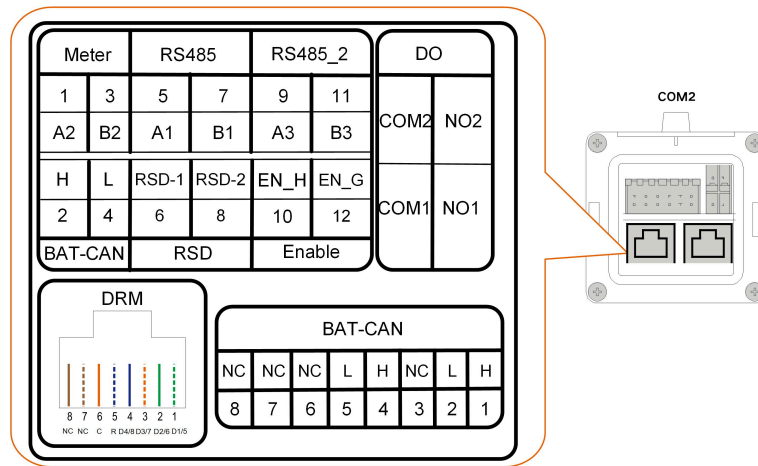 COM2
Meter RS485 RS485_2 DO
1 3 5 7 9 11
A2 B2 A1 B1 A3 B3
COM2 NO2
H L RSD-1 RSD-2 EN_H EN_G
2 4 6 8 10 12
COM1 NO1
BAT-CAN RSD Enable
DRM
8 7 6 5 4 3 2 1
NC NC C R D4/8 D3/7 D2/6 D1/5
BAT-CAN
NC NC NC L H NC L H
8 7 6 5 4 3 2 1